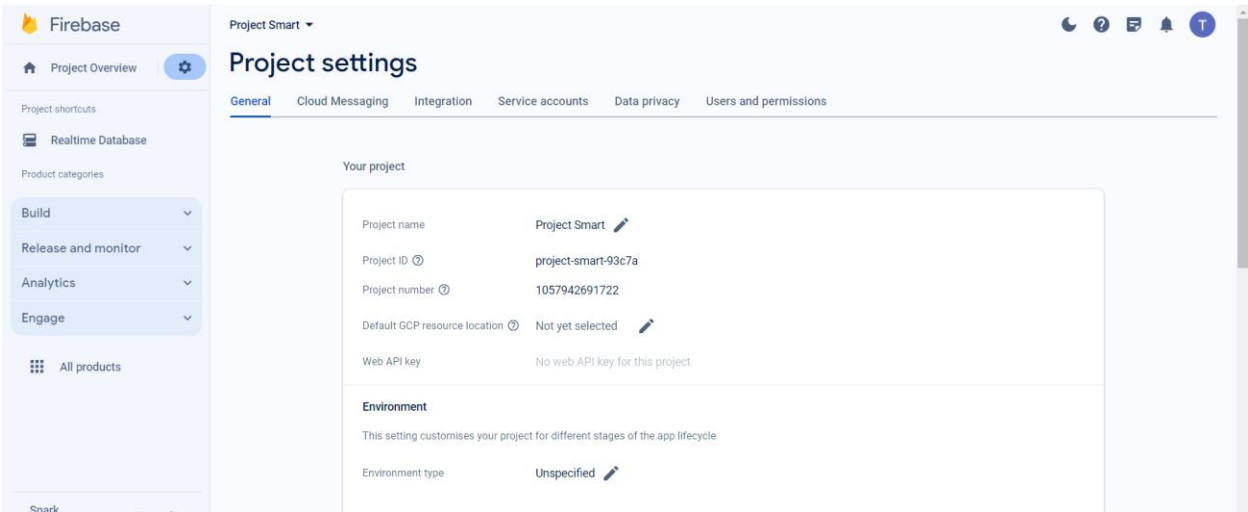 Firebase
Project Overview
Project shortcuts
Realtime Database
Product categories
Build
Release and monitor
Analytics
Engage
All products
Spark
Project Smart
T
Project settings
General Cloud Messaging Integration Service accounts Data privacy Users and permissions
Your project
Project name Project Smart
Project ID project-smart-93c7a
Project number 1057942691722
Default GCP resource location Not yet selected
Web API key No web API key for this project
Environment
This setting customises your project for different stages of the app lifecycle
Environment type Unspecified